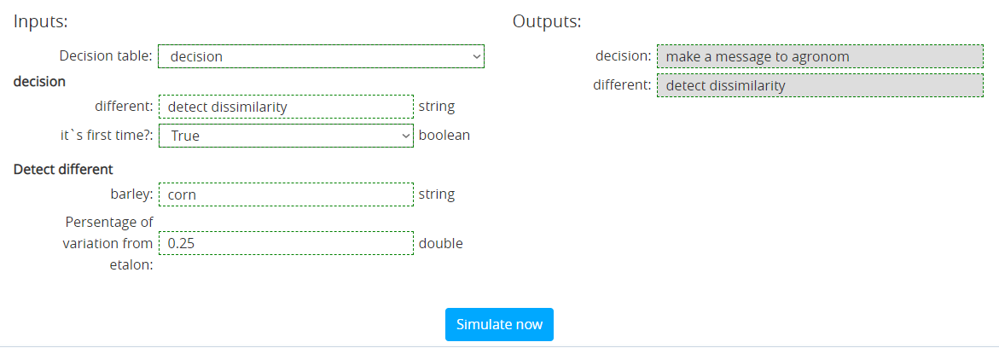 Inputs:
Decision table: decision
decision
different: detect dissimilarity string
it`s first time?: True boolean
Detect different
barley: corn string
Persentage of
variation from 0.25 double
etalon:
Outputs:
decision: make a message to agronom
different: detect dissimilarity
Simulate now